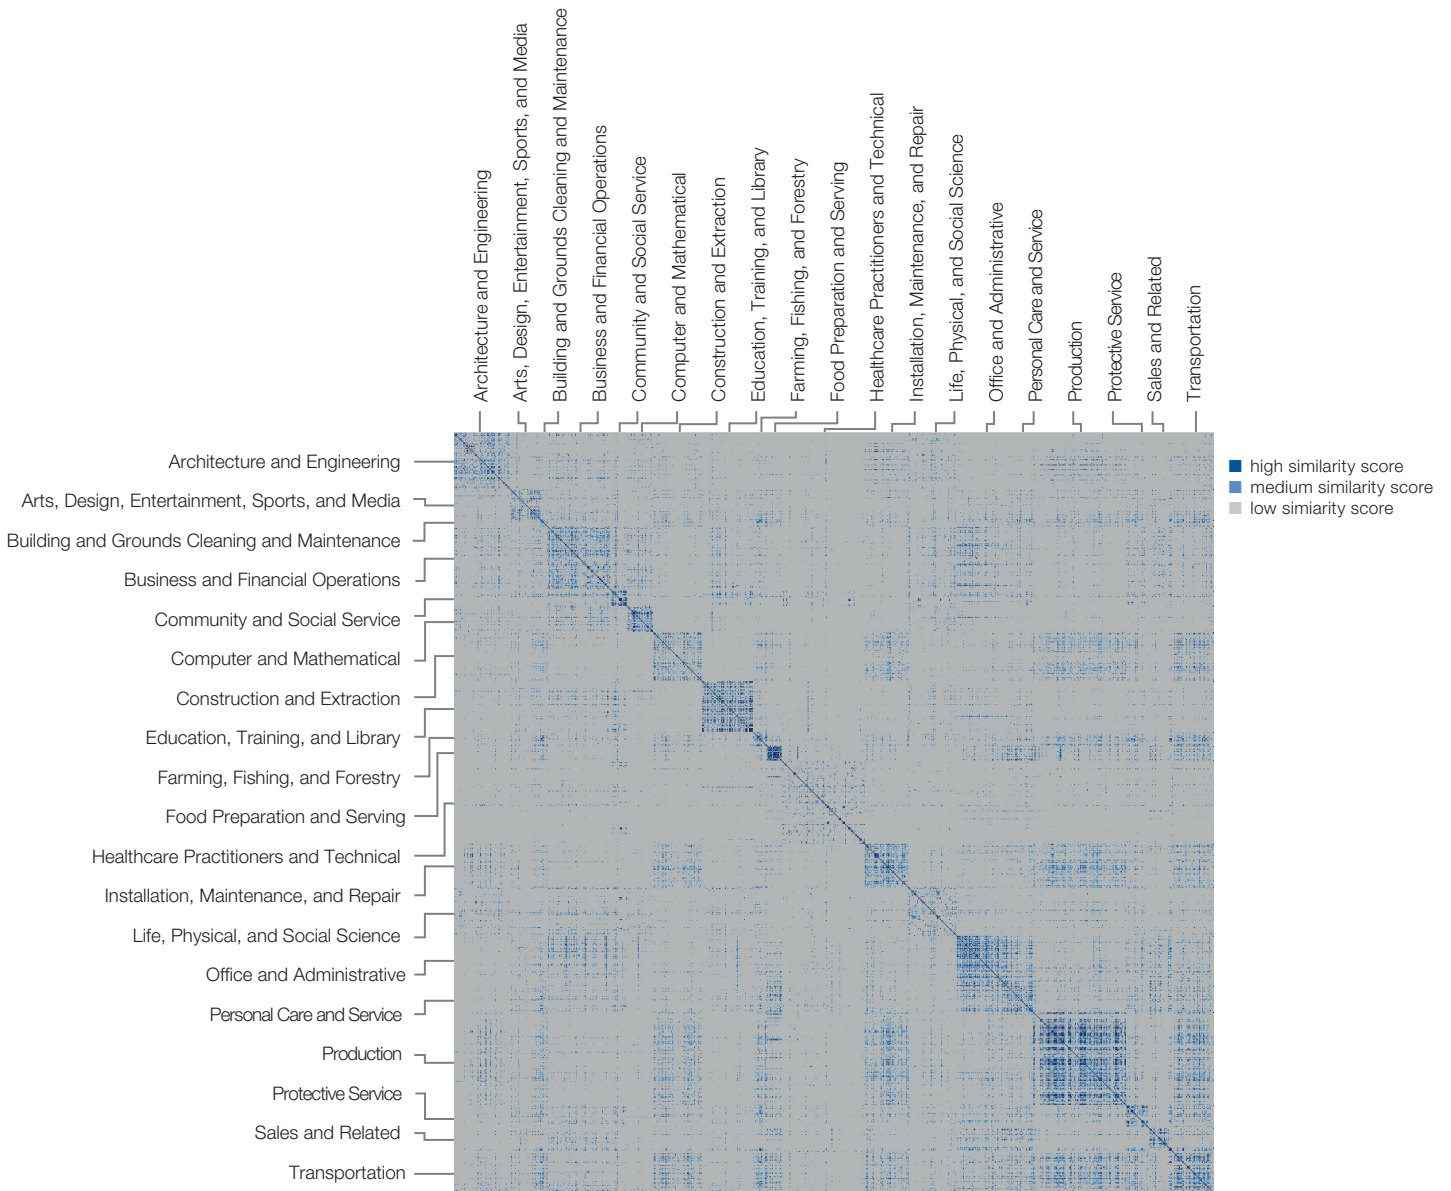 Architecture and Engineering
Arts, Design, Entertainment, Sports, and Media
Building and Grounds Cleaning and Maintenance
Business and Financial Operations
Community and Social Service
Computer and Mathematical
Construction and Extraction
Education, Training, and Library
Farming, Fishing, and Forestry
Food Preparation and Serving
Healthcare Practitioners and Technical
Installation, Maintenance, and Repair
Life, Physical, and Social Science
Office and Administrative
Personal Care and Service
Production
Protective Service
Sales and Related
Transportation
Architecture and Engineering
Arts, Design, Entertainment, Sports, and Media
Building and Grounds Cleaning and Maintenance
Business and Financial Operations
Community and Social Service
Computer and Mathematical
Construction and Extraction
Education, Training, and Library
Farming, Fishing, and Forestry
Food Preparation and Serving
Healthcare Practitioners and Technical
Installation, Maintenance, and Repair
Life, Physical, and Social Science
Office and Administrative
Personal Care and Service
Production
Protective Service
Sales and Related
Transportation
high similarity score
medium similarity score
low simiarity score